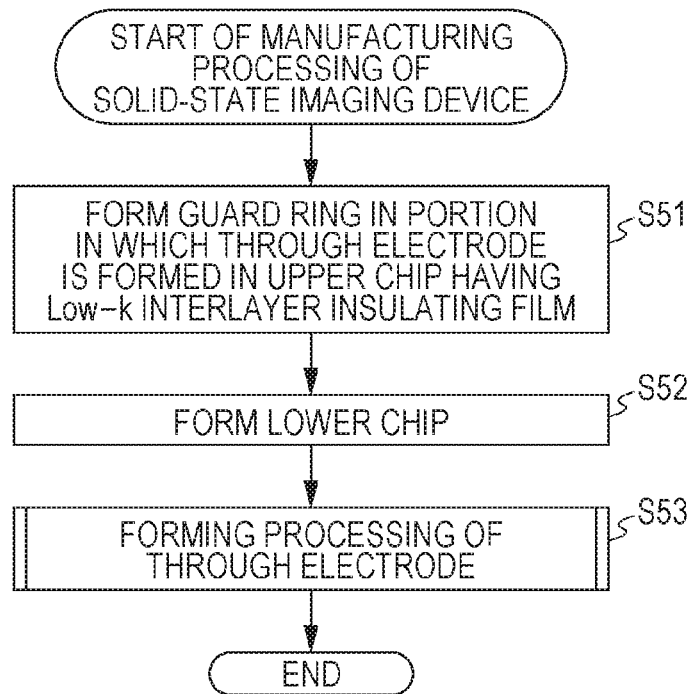 START OF MANUFACTURING
PROCESSING OF
SOLID-STATE IMAGING DEVICE
FORM GUARD RING IN PORTION
IN WHICH THROUGH ELECTRODE
IS FORMED IN UPPER CHIP HAVING
Low-k INTERLAYER INSULATING FILM
S51
FORM LOWER CHIP
S52
FORMING PROCESSING OF
THROUGH ELECTRODE
S53
END